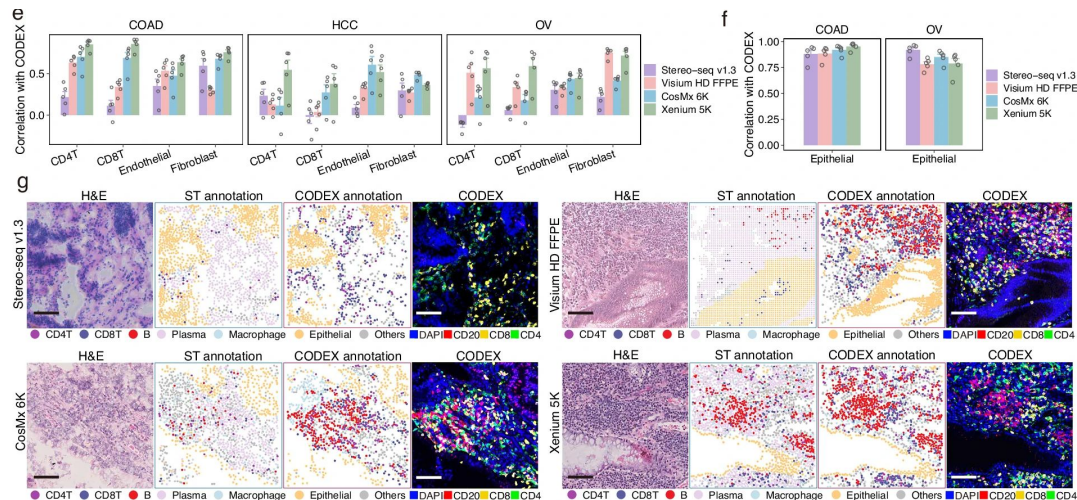 e
COAD
HCC
OV
Correlation with CODEX
0.5
0.0
CD4T
CD8T
Endothelial
Fibroblast
CD4T
CD8T
Endothelial
Fibroblast
CD4T
CD8T
Endothelial
Fibroblast
Stereo-seq v1.3
Visium HD FFPE
CosMx 6K
Xenium 5K
f
COAD
OV
Correlation with CODEX
1.00
0.75
0.50
0.25
0.00
Epithelial
Epithelial
Stereo-seq v1.3
Visium HD FFPE
CosMx 6K
Xenium 5K
g
H&E
ST annotation
CODEX annotation
CODEX
Stereo-seq v1.3
CD4T CD8T B Plasma Macrophage Epithelial Others DAPI CD20 CD8 CD4
H&E
ST annotation
CODEX annotation
CODEX
Visium HD FFPE
CD4T CD8T B Plasma Macrophage Epithelial Others DAPI CD20 CD8 CD4
H&E
ST annotation
CODEX annotation
CODEX
CosMx 6K
CD4T CD8T B Plasma Macrophage Epithelial Others DAPI CD20 CD8 CD4
H&E
ST annotation
CODEX annotation
CODEX
Xenium 5K
CD4T CD8T B Plasma Macrophage Epithelial Others DAPI CD20 CD8 CD4